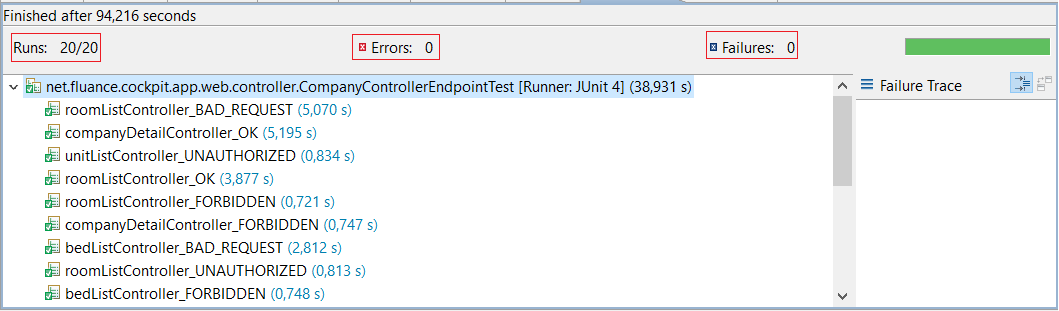 Finished after 94,216 seconds
Runs: 20/20 Errors: 0 Failures: 0
net.fluance.cockpit.app.web.controller.CompanyControllerEndpointTest [Runner: JUnit 4] (38,931 s)
Failure Trace
roomListController_BAD_REQUEST (5,070 s)
companyDetailController_OK (5,195 s)
unitListController_UNAUTHORIZED (0,834 s)
roomListController_OK (3,877 s)
roomListController_FORBIDDEN (0,721 s)
companyDetailController_FORBIDDEN (0,747 s)
bedListController_BAD_REQUEST (2,812 s)
roomListController_UNAUTHORIZED (0,813 s)
bedListController_FORBIDDEN (0,748 s)